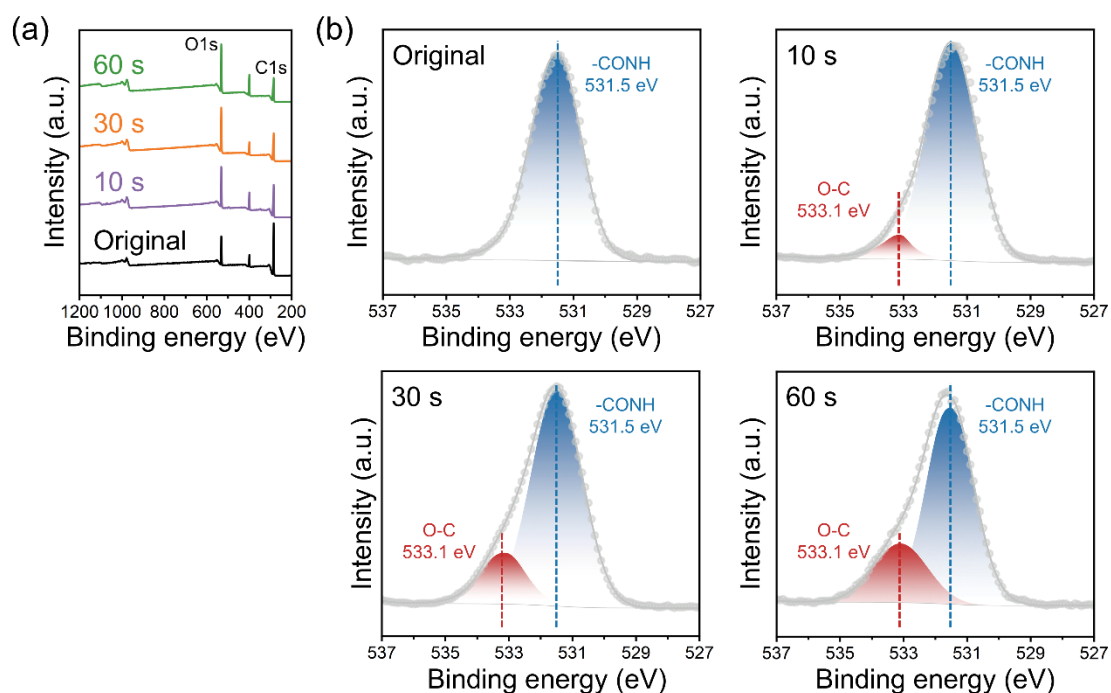 (a)
O1s
C1s
60 s
30 s
10 s
Original
Intensity (a.u.)
1200 1000 800 600 400 200
Binding energy (eV)
(b)
Original
-CONH
531.5 eV
Intensity (a.u.)
537 535 533 531 529 527
Binding energy (eV)
10 s
-CONH
531.5 eV
O-C
533.1 eV
Intensity (a.u.)
537 535 533 531 529 527
Binding energy (eV)
30 s
-CONH
531.5 eV
O-C
533.1 eV
Intensity (a.u.)
537 535 533 531 529 527
Binding energy (eV)
60 s
-CONH
531.5 eV
O-C
533.1 eV
Intensity (a.u.)
537 535 533 531 529 527
Binding energy (eV)